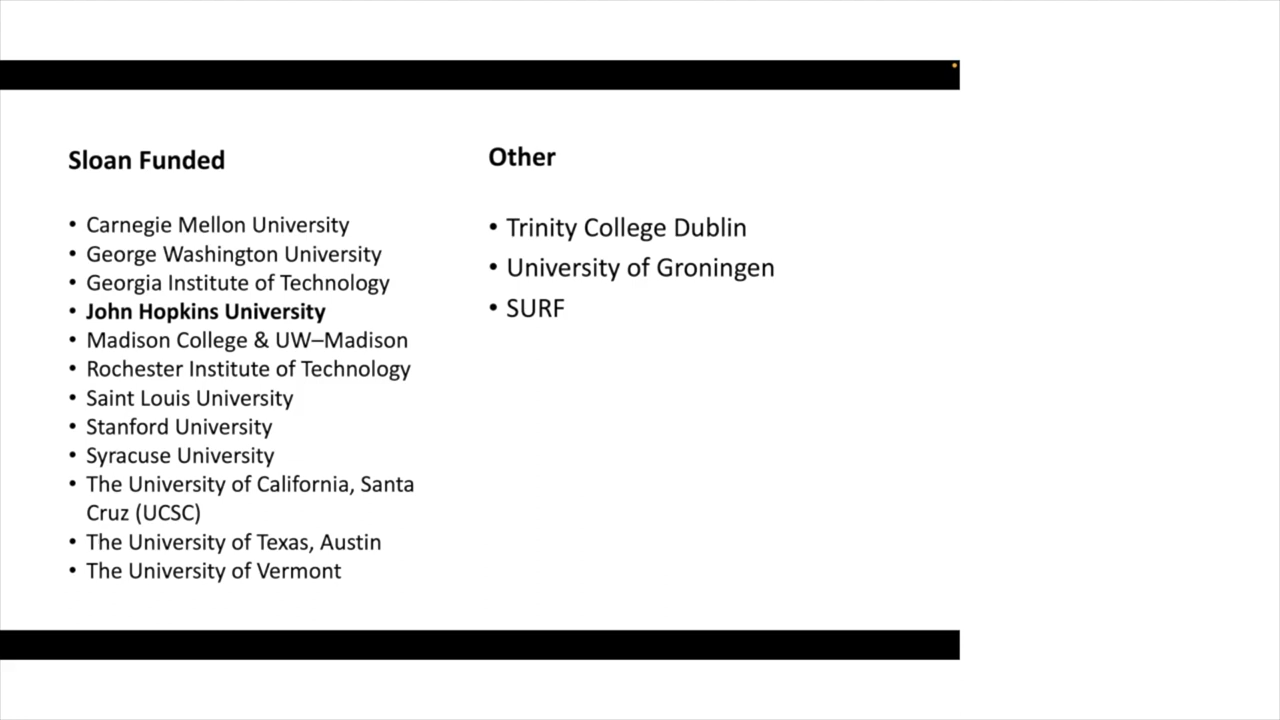 Sloan Funded
• Carnegie Mellon University
• George Washington University
• Georgia Institute of Technology
• John Hopkins University
• Madison College & UW–Madison
• Rochester Institute of Technology
• Saint Louis University
• Stanford University
• Syracuse University
• The University of California, Santa
Cruz (UCSC)
• The University of Texas, Austin
• The University of Vermont
Other
• Trinity College Dublin
• University of Groningen
• SURF